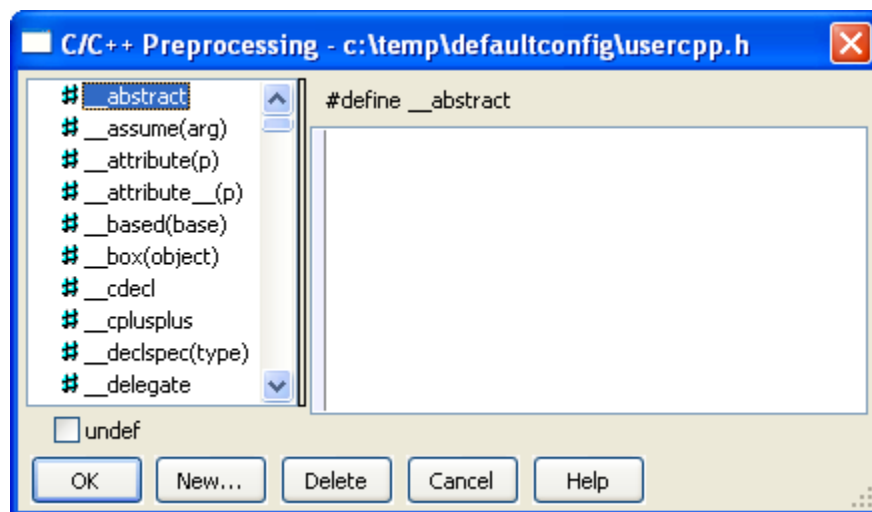 C/C++ Preprocessing - c:\temp\defaultconfig\usercpp.h
# __abstract
# __assume(arg)
# __attribute(p)
# __attribute__(p)
# __based(base)
# __box(object)
# __cdecl
# __cplusplus
# __declspec(type)
# __delegate
#define __abstract
undef
OK
New...
Delete
Cancel
Help